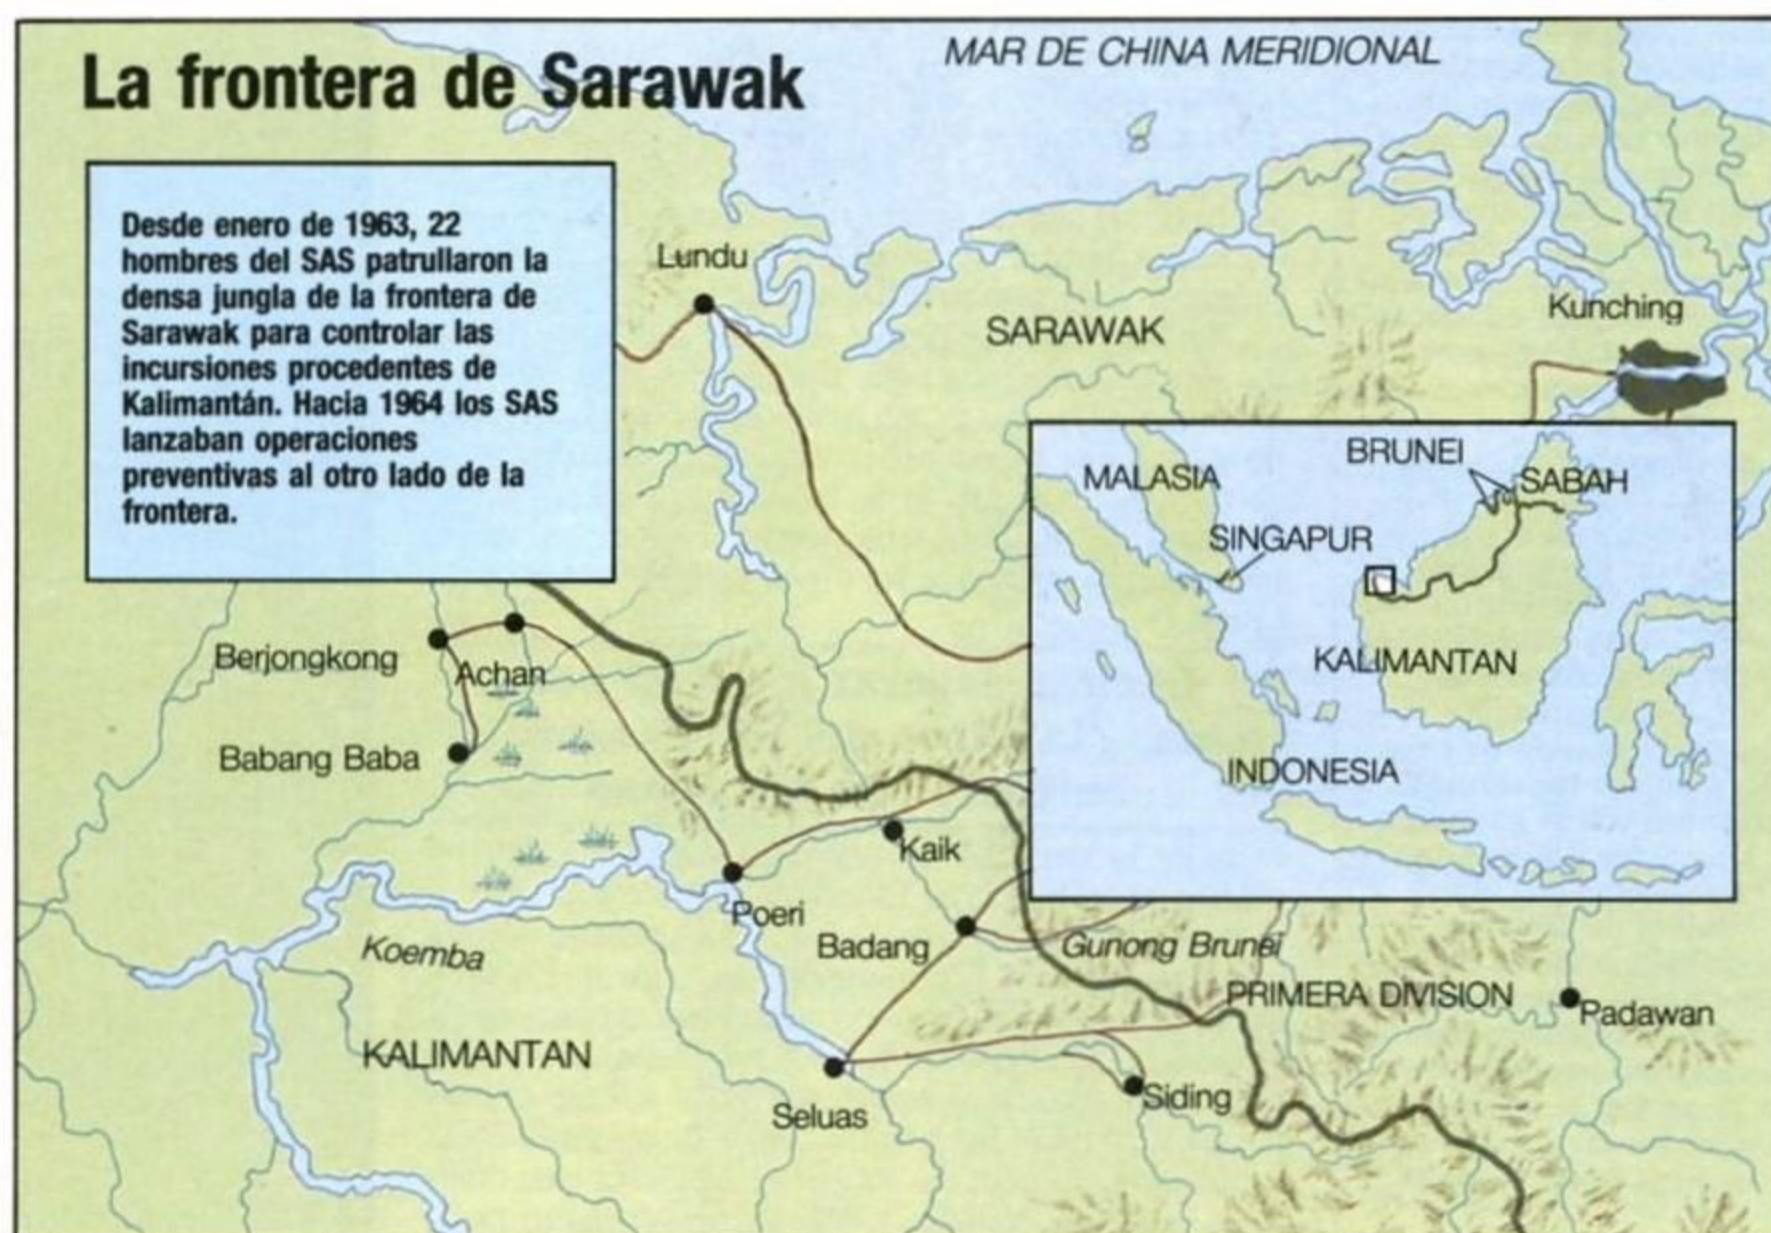 La frontera de Sarawak
MAR DE CHINA MERIDIONAL
Desde enero de 1963, 22
hombres del SAS patrullaron la
densa jungla de la frontera de
Sarawak para controlar las
incursiones procedentes de
Kalimantán. Hacia 1964 los SAS
lanzaban operaciones
preventivas al otro lado de la
frontera.
Lundu
SARAWAK
Kunching
BRUNEI
MALASIA
SABAH
SINGAPUR
KALIMANTAN
INDONESIA
Berjongkong
Achan
Babang Baba
Kaik
Poeri
Koemba
Badang
Gunong Brunei
PRIMERA DIVISION
Padawan
KALIMANTAN
Siding
Seluas